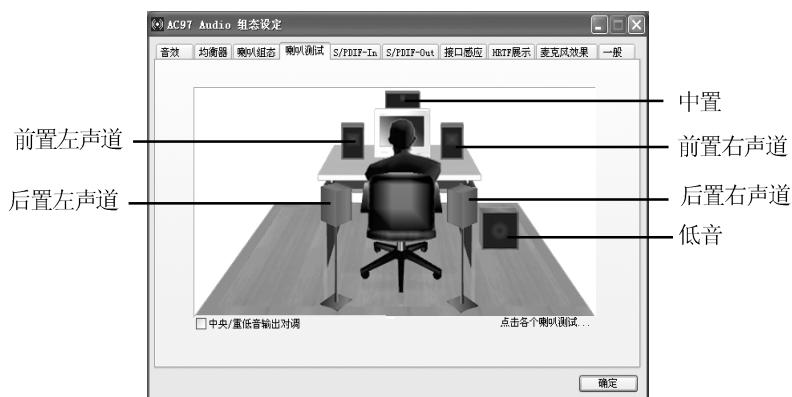 AC97 Audio 组态设定
音效 均衡器 喇叭组态 喇叭测试 S/PDIF-In S/PDIF-Out 接口感应 HRTF展示 麦克风效果 一般
中置
前置左声道
前置右声道
后置左声道
后置右声道
低音
中央/重低音输出对调
点击各个喇叭测试...
确定